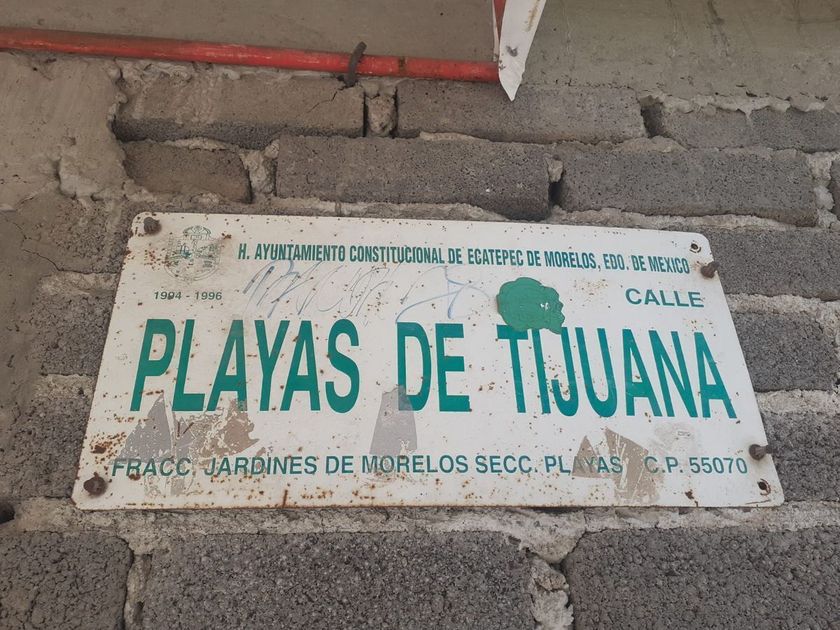 H. AYUNTAMIENTO CONSTITUCIONAL DE ECATEPEC DE MORELOS, EDO. DE MEXICO
1994 - 1996
CALLE
PLAYAS DE TIJUANA
FRACC. JARDINES DE MORELOS SECC. PLAYAS C.P. 55070